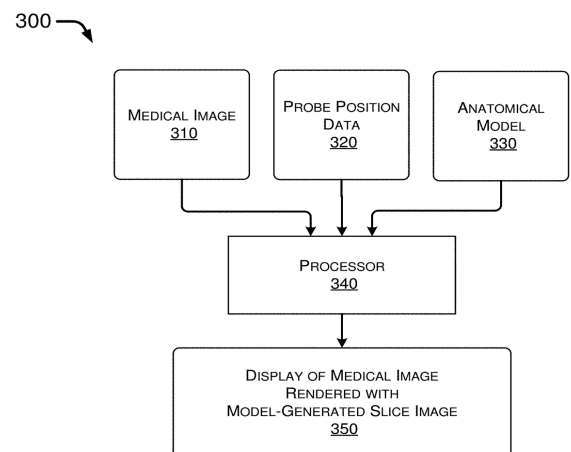 300
MEDICAL IMAGE
310
PROBE POSITION
DATA
320
ANATOMICAL
MODEL
330
PROCESSOR
340
DISPLAY OF MEDICAL IMAGE
RENDERED WITH
MODEL-GENERATED SLICE IMAGE
350